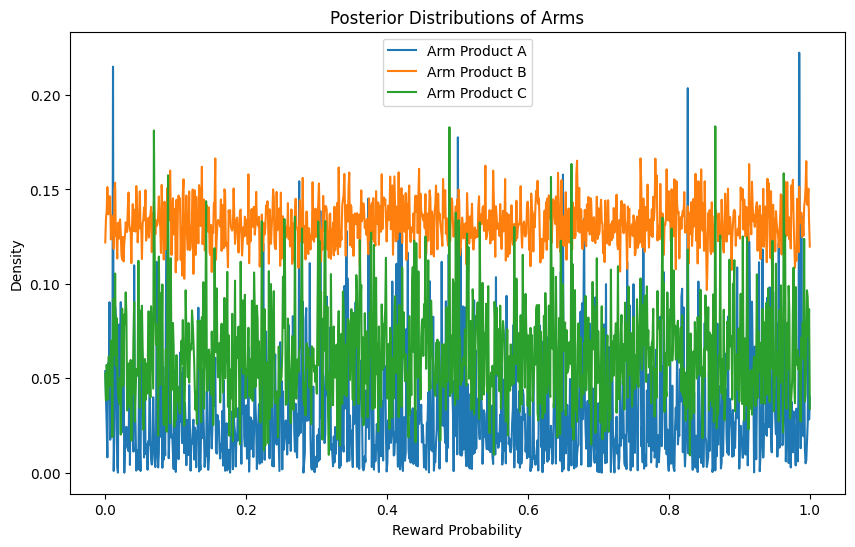 Posterior Distributions of Arms
Arm Product A
Arm Product B
Arm Product C
Density
0.20
0.15
0.10
0.05
0.00
0.0
0.2
0.4
0.6
0.8
1.0
Reward Probability